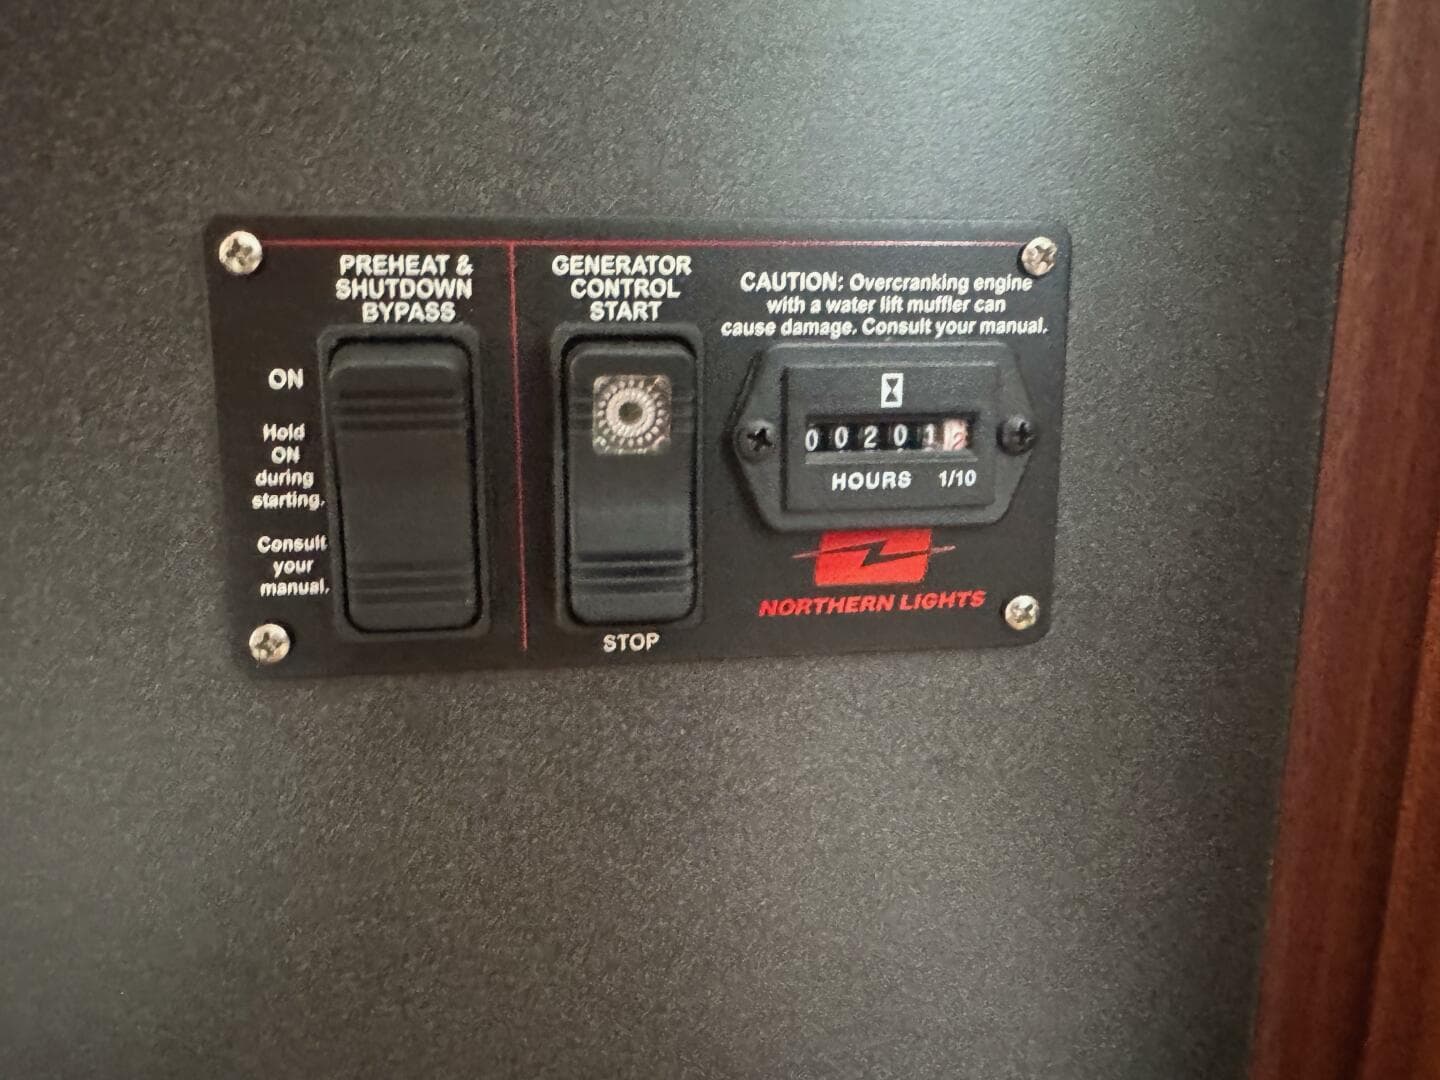 PREHEAT &
SHUTDOWN
BYPASS
ON
Hold
ON
during
starting.
Consult
your
manual.
GENERATOR
CONTROL
START
STOP
CAUTION: Overcranking engine
with a water lift muffler can
cause damage. Consult your manual.
002012
HOURS 1/10
NORTHERN LIGHTS